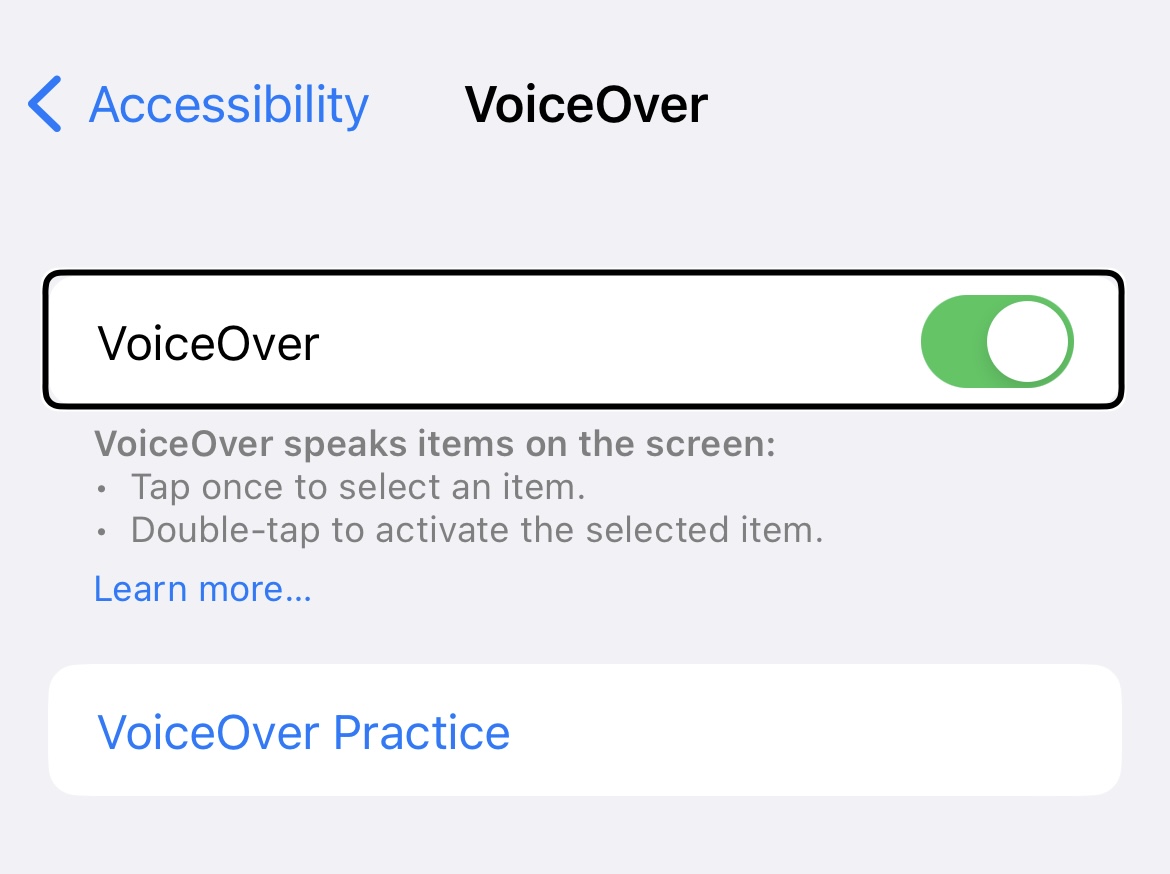 Accessibility VoiceOver
VoiceOver
VoiceOver speaks items on the screen:
• Tap once to select an item.
• Double-tap to activate the selected item.
Learn more...
VoiceOver Practice